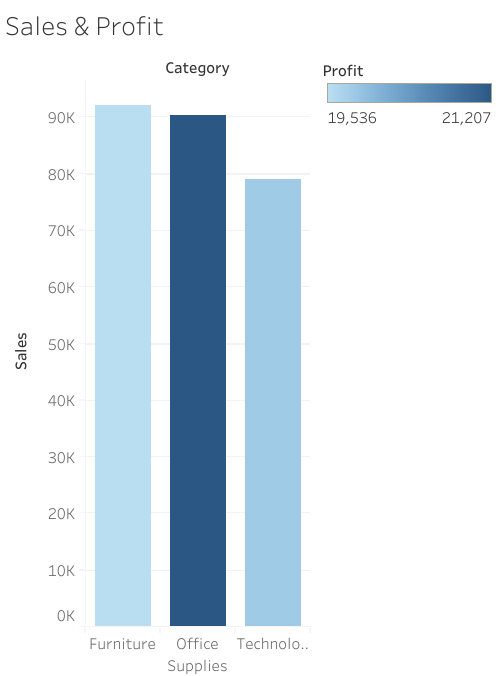 Sales & Profit
Category
Profit
19,536 21,207
90K
80K
70K
60K
50K
40K
30K
20K
10K
0K
Sales
Furniture Office Technolo..
Supplies